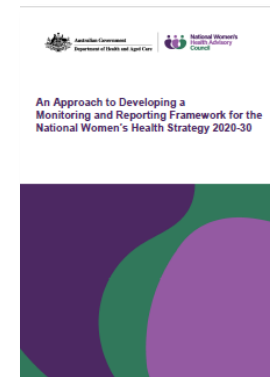 Australian Government
Department of Health and Aged Care
National Women's
Health Advisory
Council
An Approach to Developing a
Monitoring and Reporting Framework for the
National Women's Health Strategy 2020-30